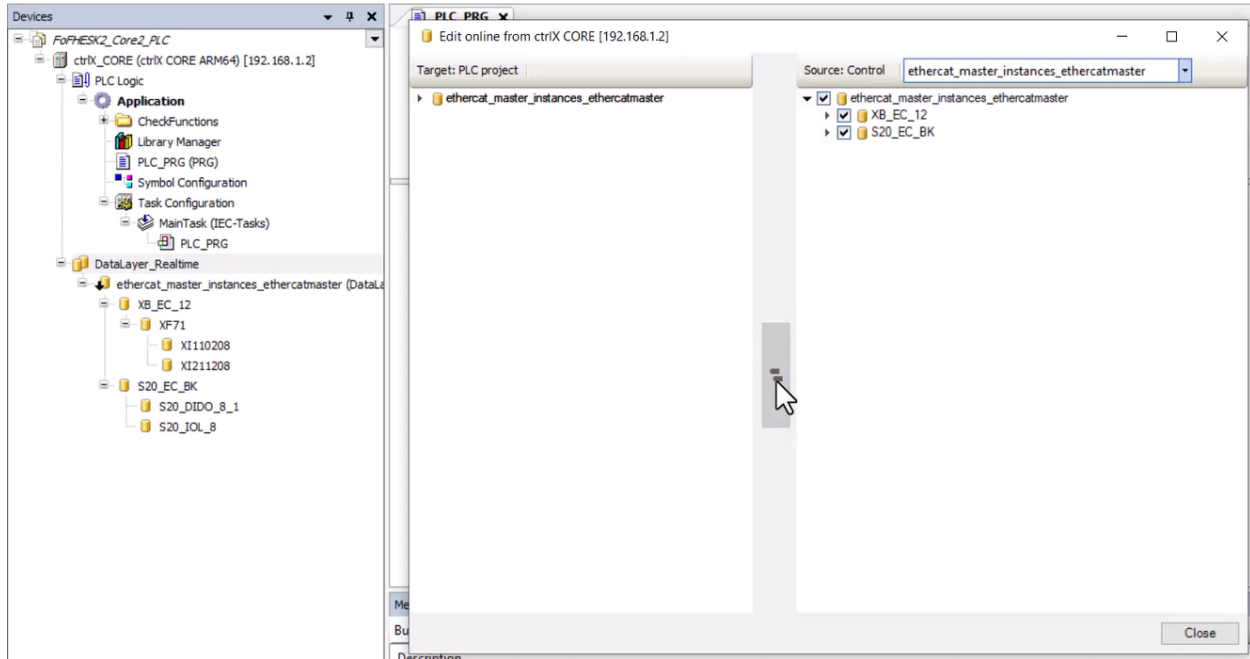 Devices
FoFHESK2_Core2_PLC
ctrlX_CORE (ctrlX CORE ARM64) [192.168.1.2]
PLC Logic
Application
CheckFunctions
Library Manager
PLC_PRG (PRG)
Symbol Configuration
Task Configuration
MainTask (IEC-Tasks)
PLC_PRG
DataLayer_Realtime
ethercat_master_instances_ethercatmaster (DataLa
XB_EC_12
XF71
XI110208
XI211208
S20_EC_BK
S20_DIDO_8_1
S20_IOL_8
PLC_PRG
Edit online from ctrlX CORE [192.168.1.2]
Target: PLC project
ethercat_master_instances_ethercatmaster
Source: Control ethercat_master_instances_ethercatmaster
ethercat_master_instances_ethercatmaster
XB_EC_12
S20_EC_BK
Close
Me
Bu
Description